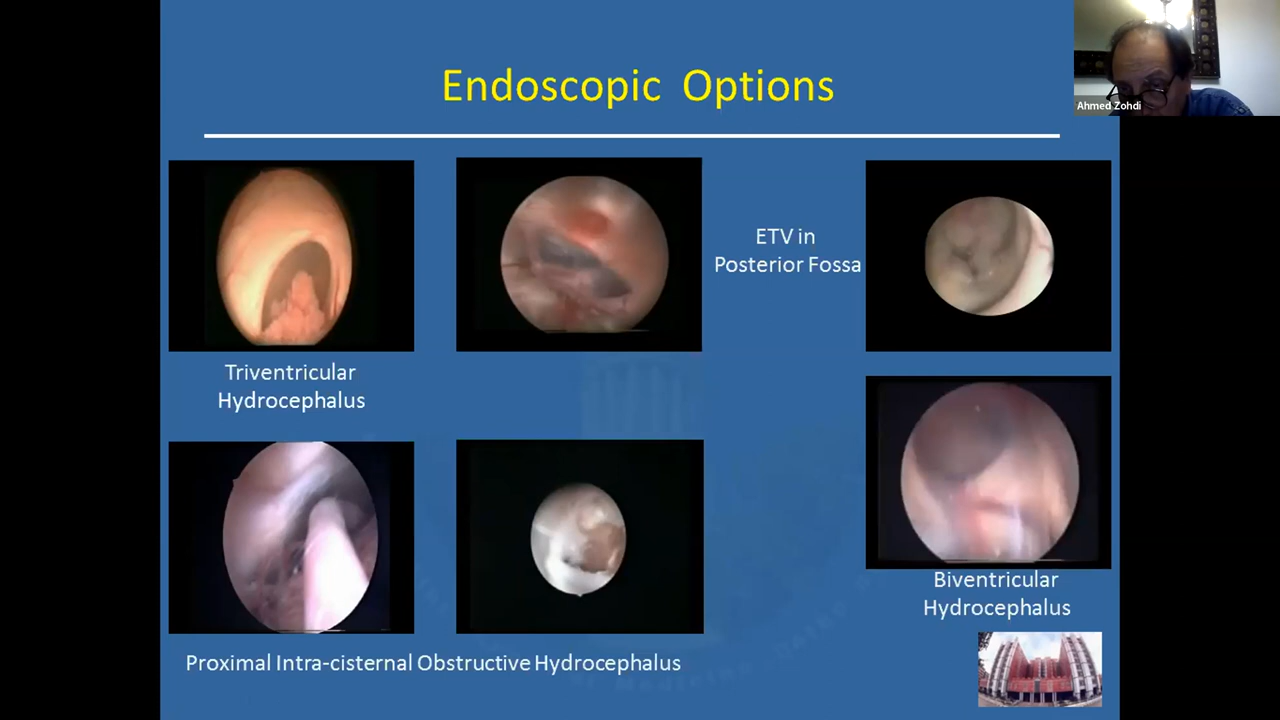 Endoscopic Options
Ahmed Zohdi
ETV in
Posterior Fossa
Triventricular
Hydrocephalus
Biventricular
Hydrocephalus
Proximal Intra-cisternal Obstructive Hydrocephalus